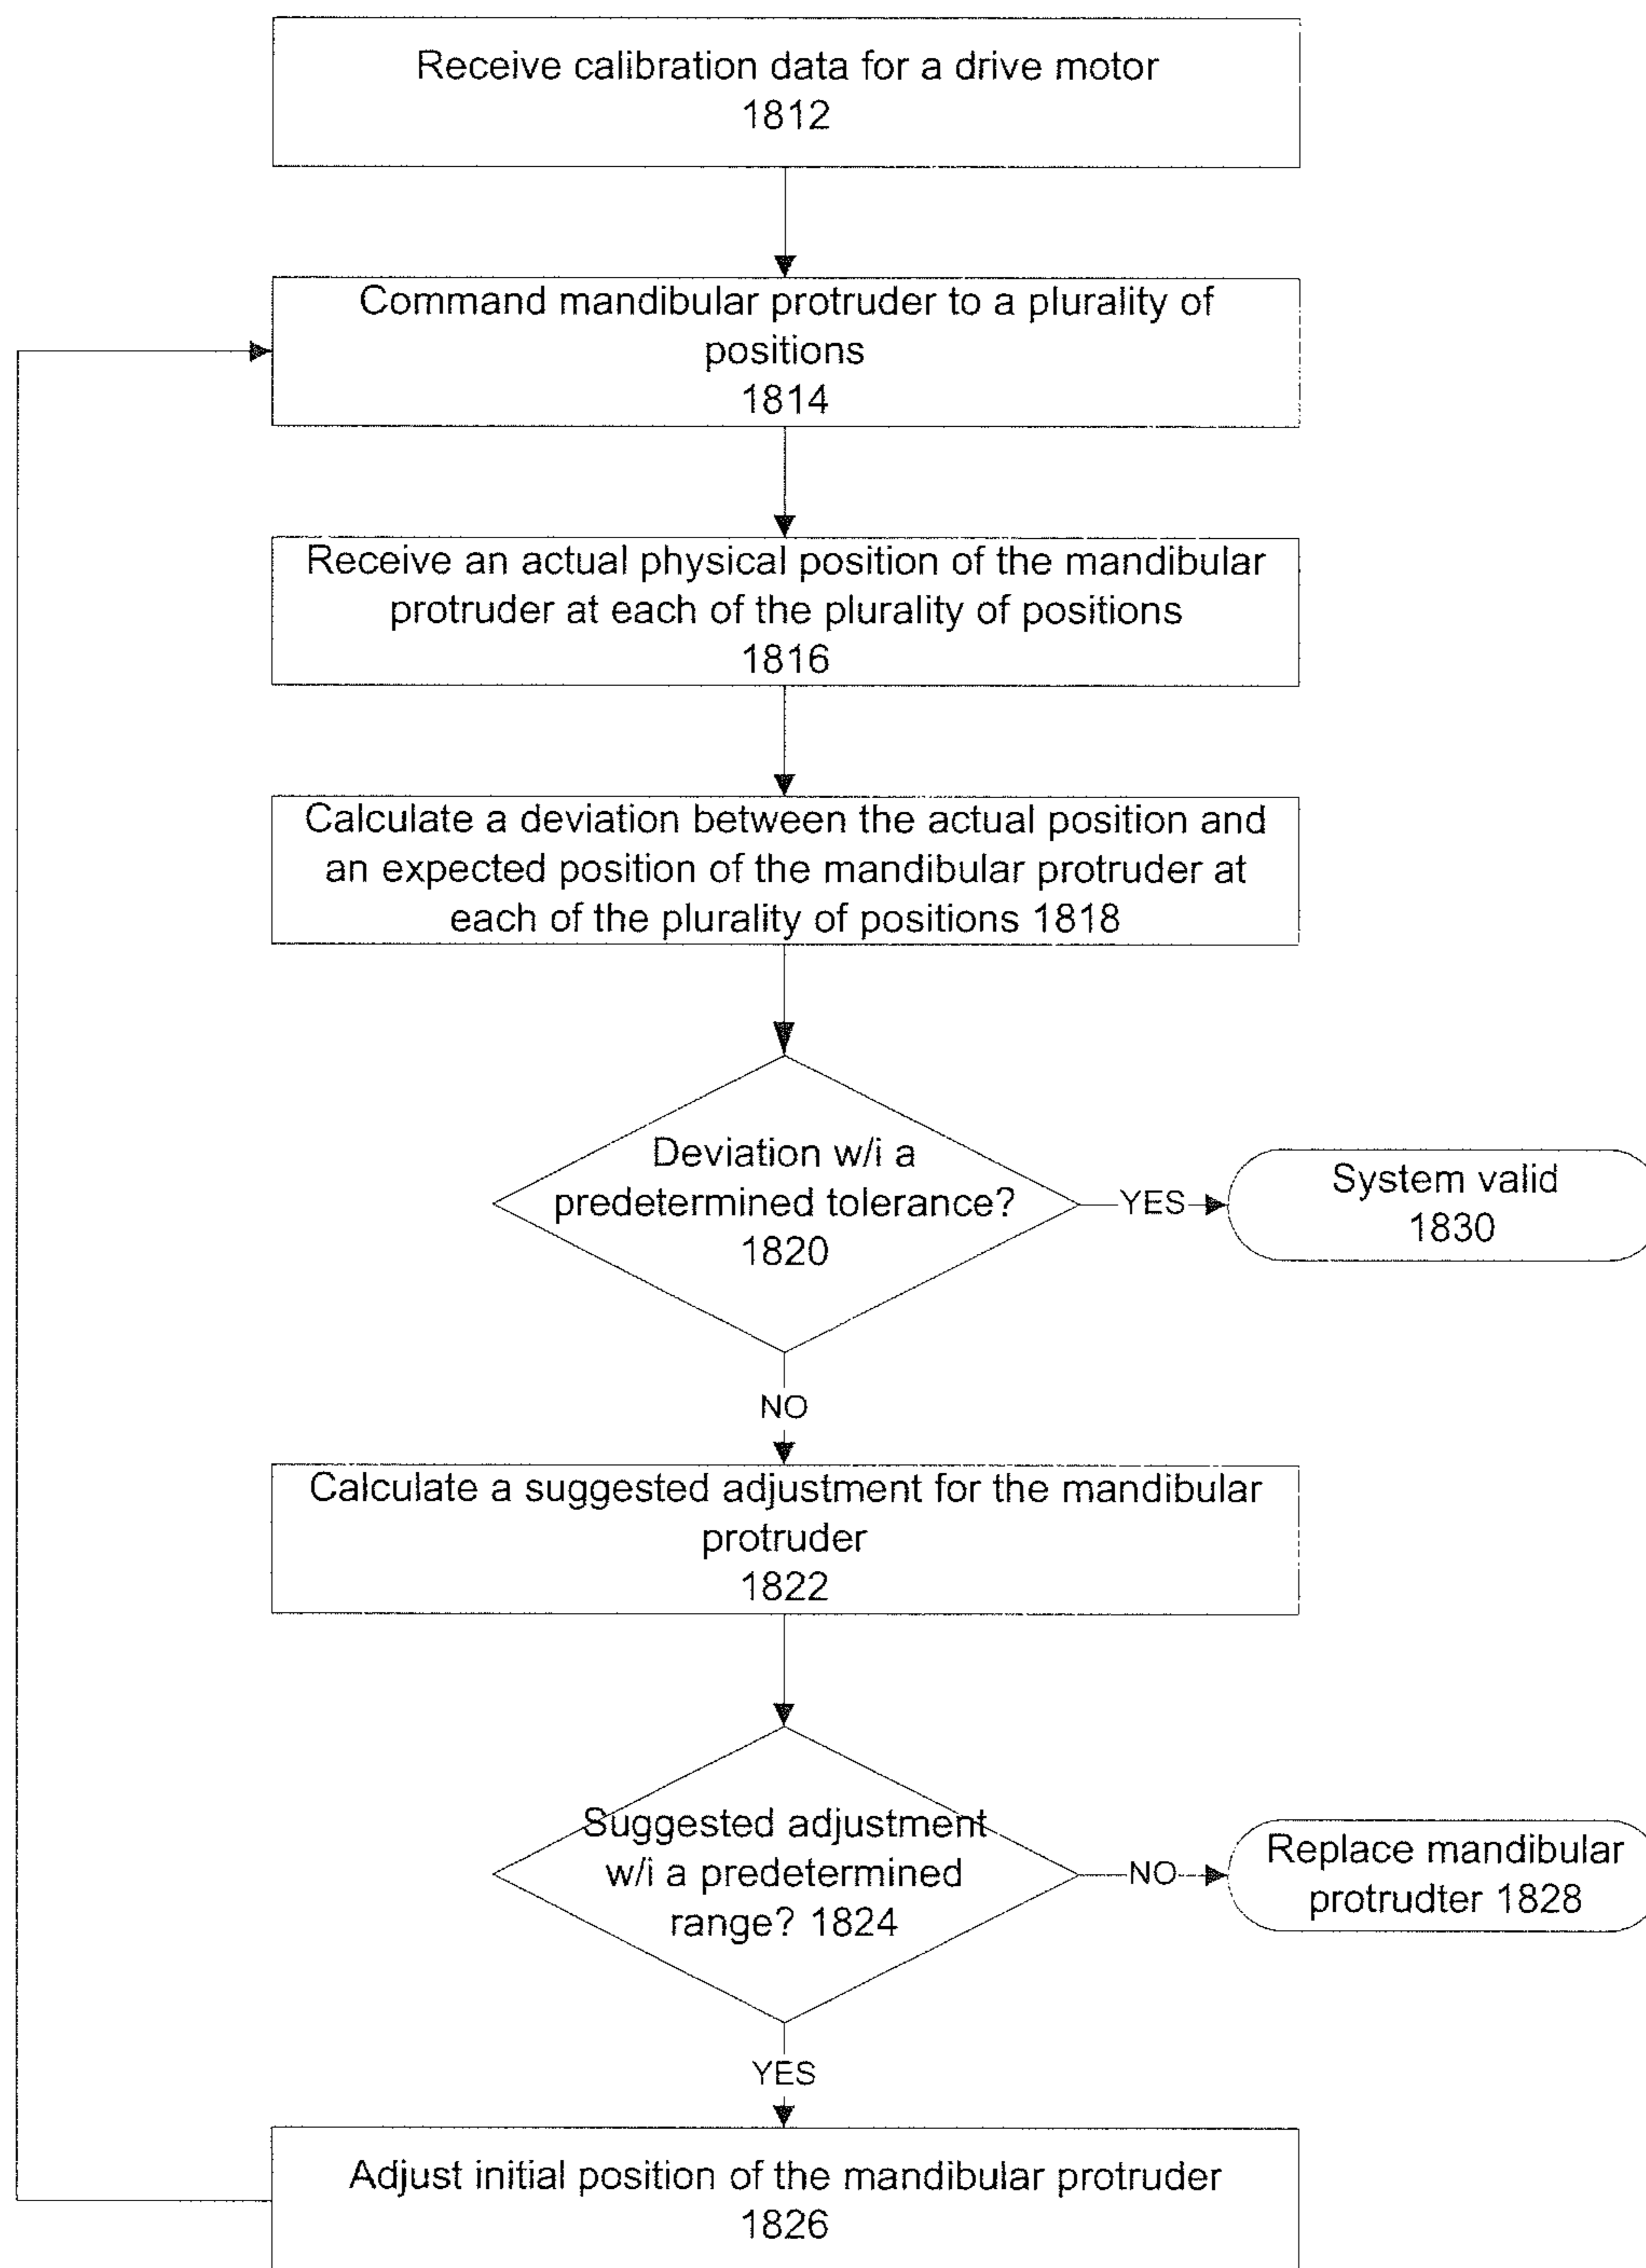 Receive calibration data for a drive motor
1812
Command mandibular protruder to a plurality of
positions
1814
Receive an actual physical position of the mandibular
protruder at each of the plurality of positions
1816
Calculate a deviation between the actual position and
an expected position of the mandibular protruder at
each of the plurality of positions 1818
Deviation w/i a
predetermined tolerance?
1820
YES
System valid
1830
NO
Calculate a suggested adjustment for the mandibular
protruder
1822
Suggested adjustment
w/i a predetermined
range? 1824
NO
Replace mandibular
protrudter 1828
YES
Adjust initial position of the mandibular protruder
1826